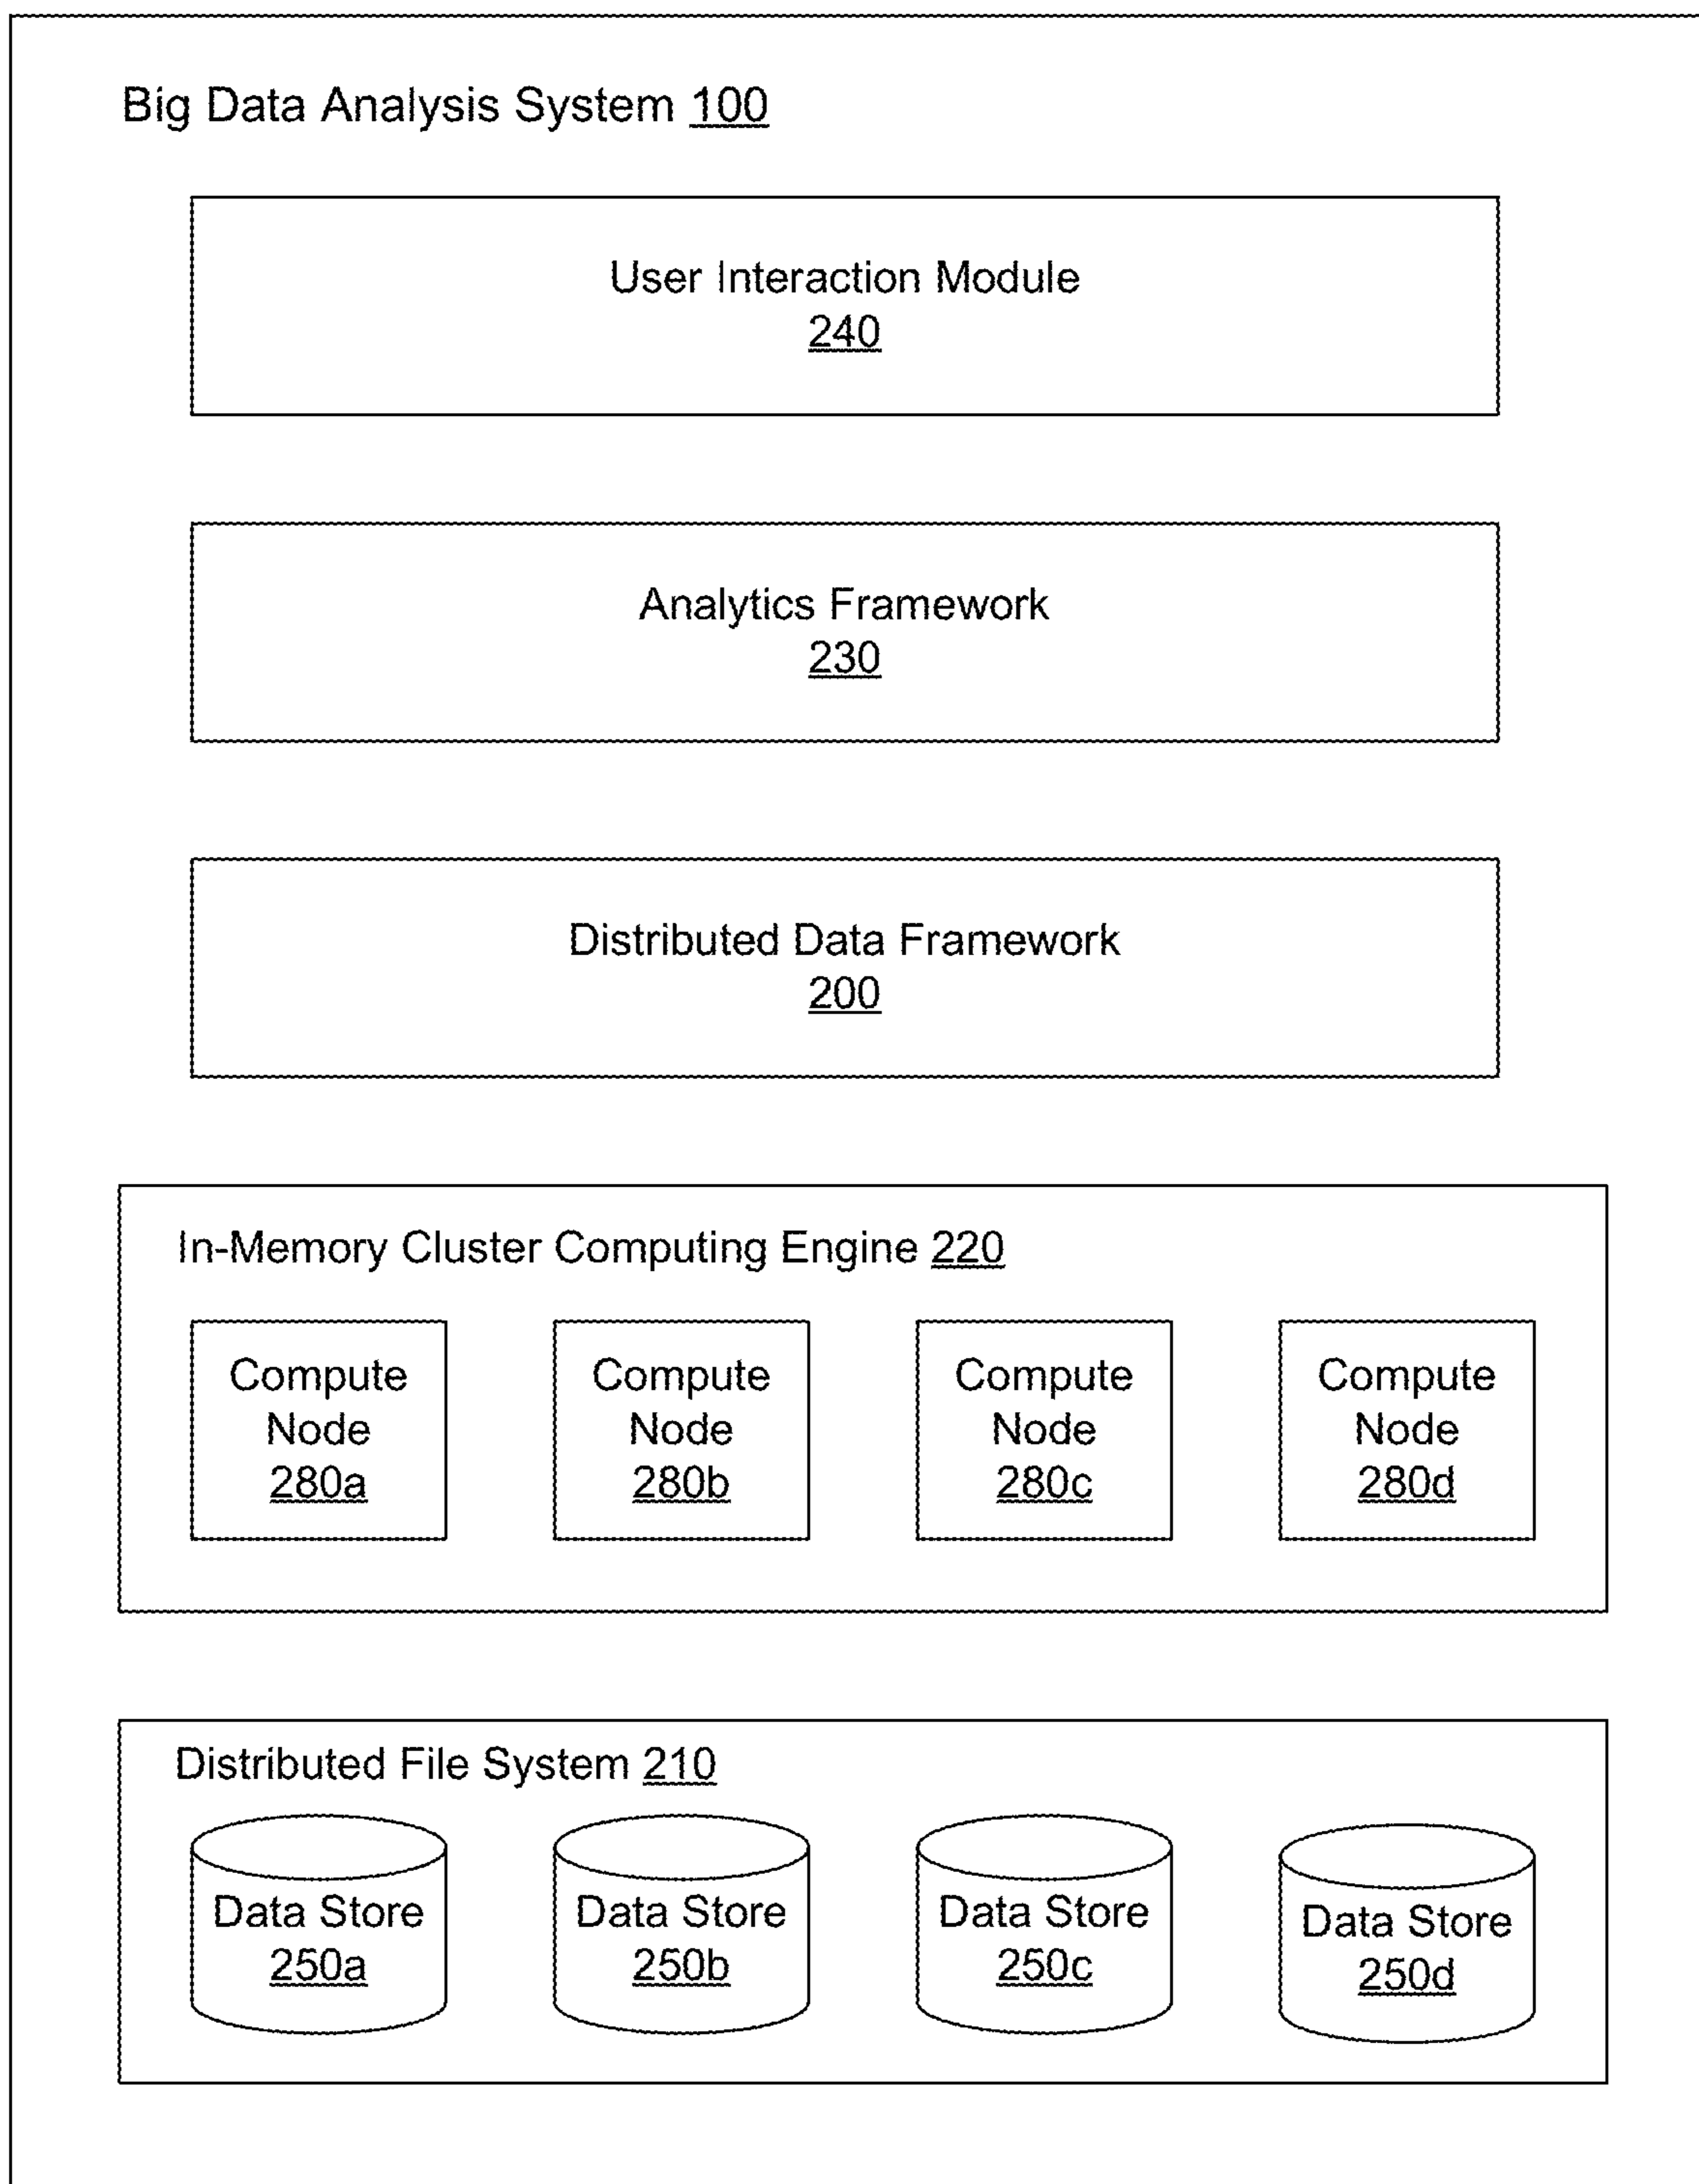 Big Data Analysis System 100
User Interaction Module
240
Analytics Framework
230
Distributed Data Framework
200
In-Memory Cluster Computing Engine 220
Compute
Node
280a
Compute
Node
280b
Compute
Node
280c
Compute
Node
280d
Distributed File System 210
Data Store
250a
Data Store
250b
Data Store
250c
Data Store
250d